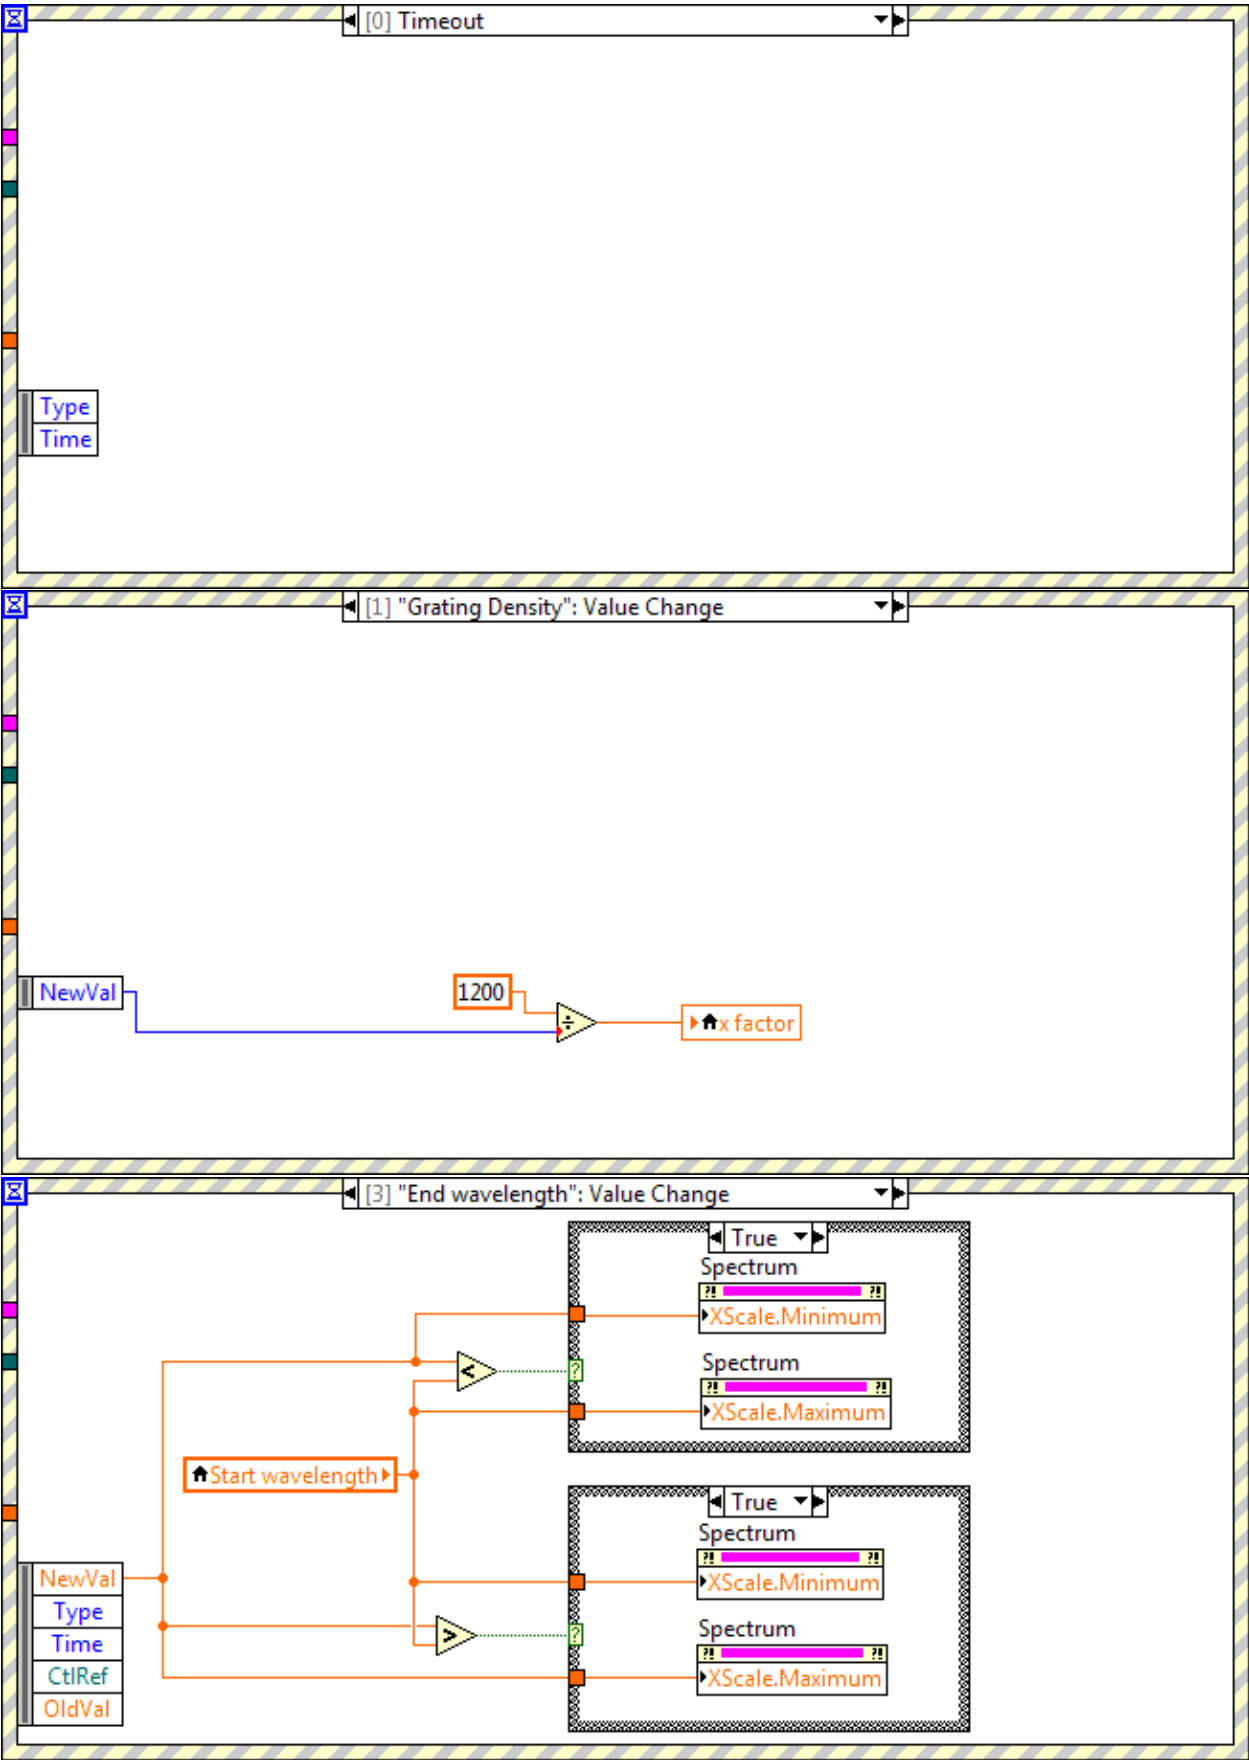 [0] Timeout
Type
Time
[1] "Grating Density": Value Change
NewVal
1200
÷
x factor
[3] "End wavelength": Value Change
True
Spectrum
?! ?!
XScale.Minimum
<
?
Spectrum
?! ?!
XScale.Maximum
Start wavelength
True
Spectrum
?! ?!
XScale.Minimum
NewVal
Type
>
?
Spectrum
Time
?! ?!
CtlRef
XScale.Maximum
OldVal